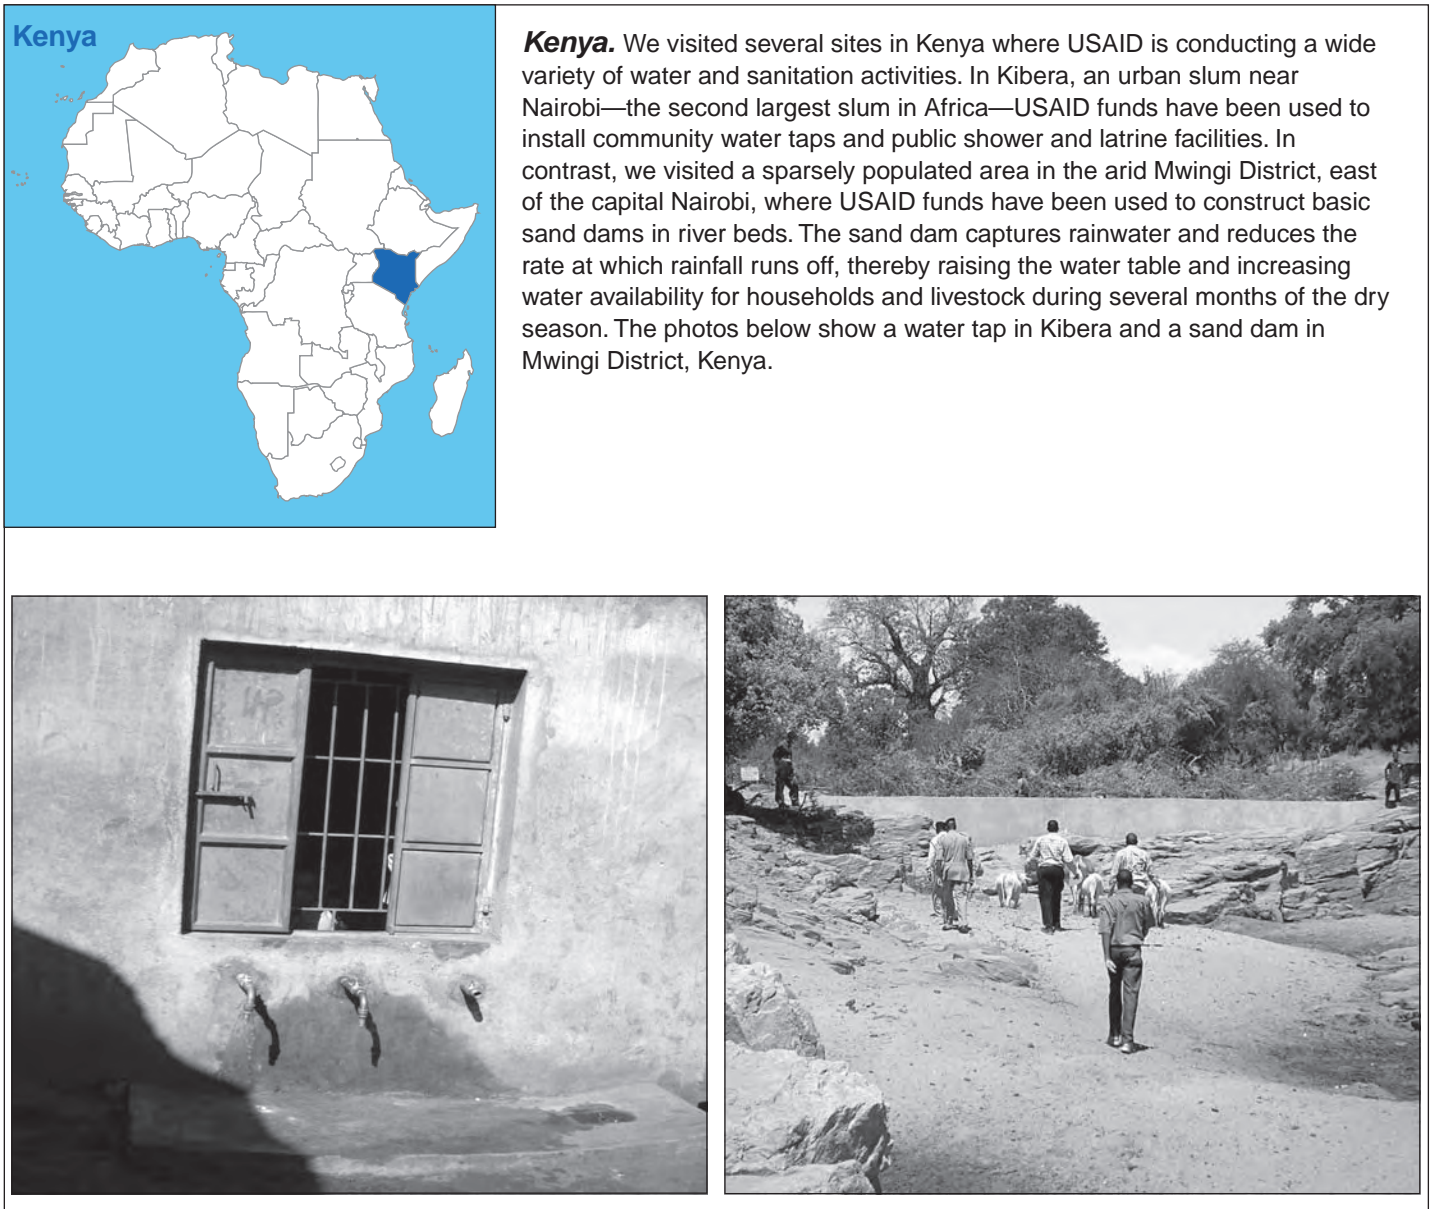 Kenya
Kenya. We visited several sites in Kenya where USAID is conducting a wide
variety of water and sanitation activities. In Kibera, an urban slum near
Nairobi—the second largest slum in Africa—USAID funds have been used to
install community water taps and public shower and latrine facilities. In
contrast, we visited a sparsely populated area in the arid Mwingi District, east
of the capital Nairobi, where USAID funds have been used to construct basic
sand dams in river beds. The sand dam captures rainwater and reduces the
rate at which rainfall runs off, thereby raising the water table and increasing
water availability for households and livestock during several months of the dry
season. The photos below show a water tap in Kibera and a sand dam in
Mwingi District, Kenya.